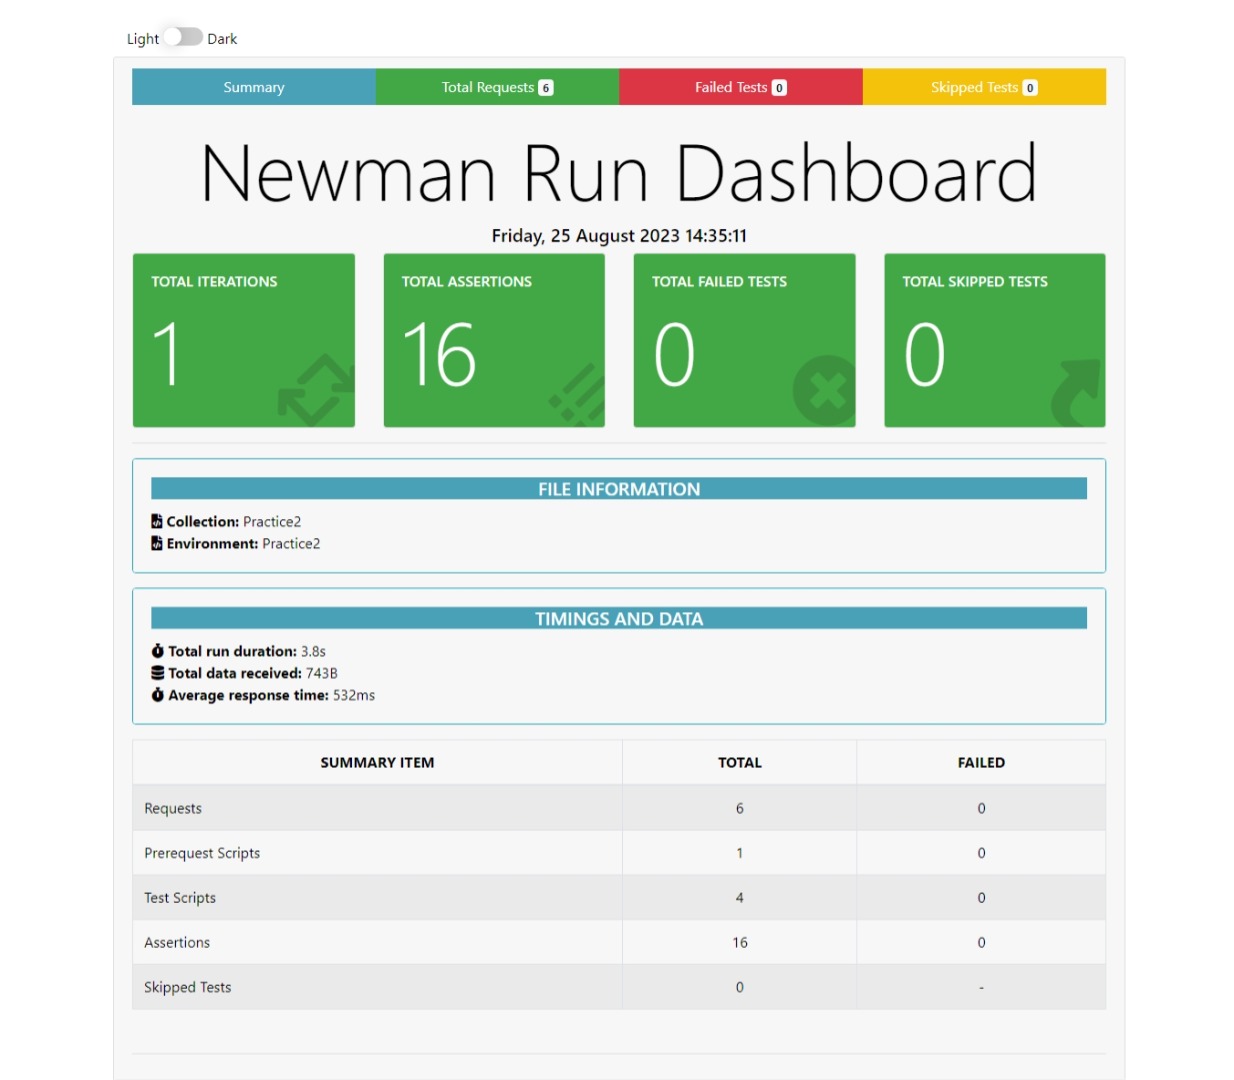 Light Dark
Summary Total Requests 6 Failed Tests 0 Skipped Tests 0
Newman Run Dashboard
Friday, 25 August 2023 14:35:11
TOTAL ITERATIONS
1
TOTAL ASSERTIONS
16
TOTAL FAILED TESTS
0
TOTAL SKIPPED TESTS
0
FILE INFORMATION
Collection: Practice2
Environment: Practice2
TIMINGS AND DATA
Total run duration: 3.8s
Total data received: 743B
Average response time: 532ms
SUMMARY ITEM TOTAL FAILED
Requests 6 0
Prerequest Scripts 1 0
Test Scripts 4 0
Assertions 16 0
Skipped Tests 0 -